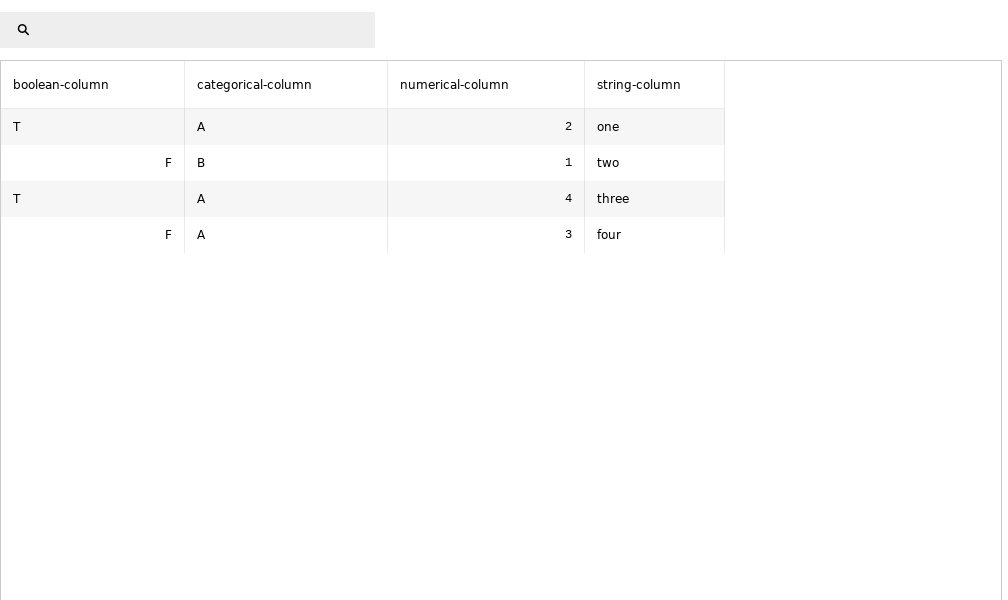 boolean-column categorical-column numerical-column string-column
T A 2 one
F B 1 two
T A 4 three
F A 3 four